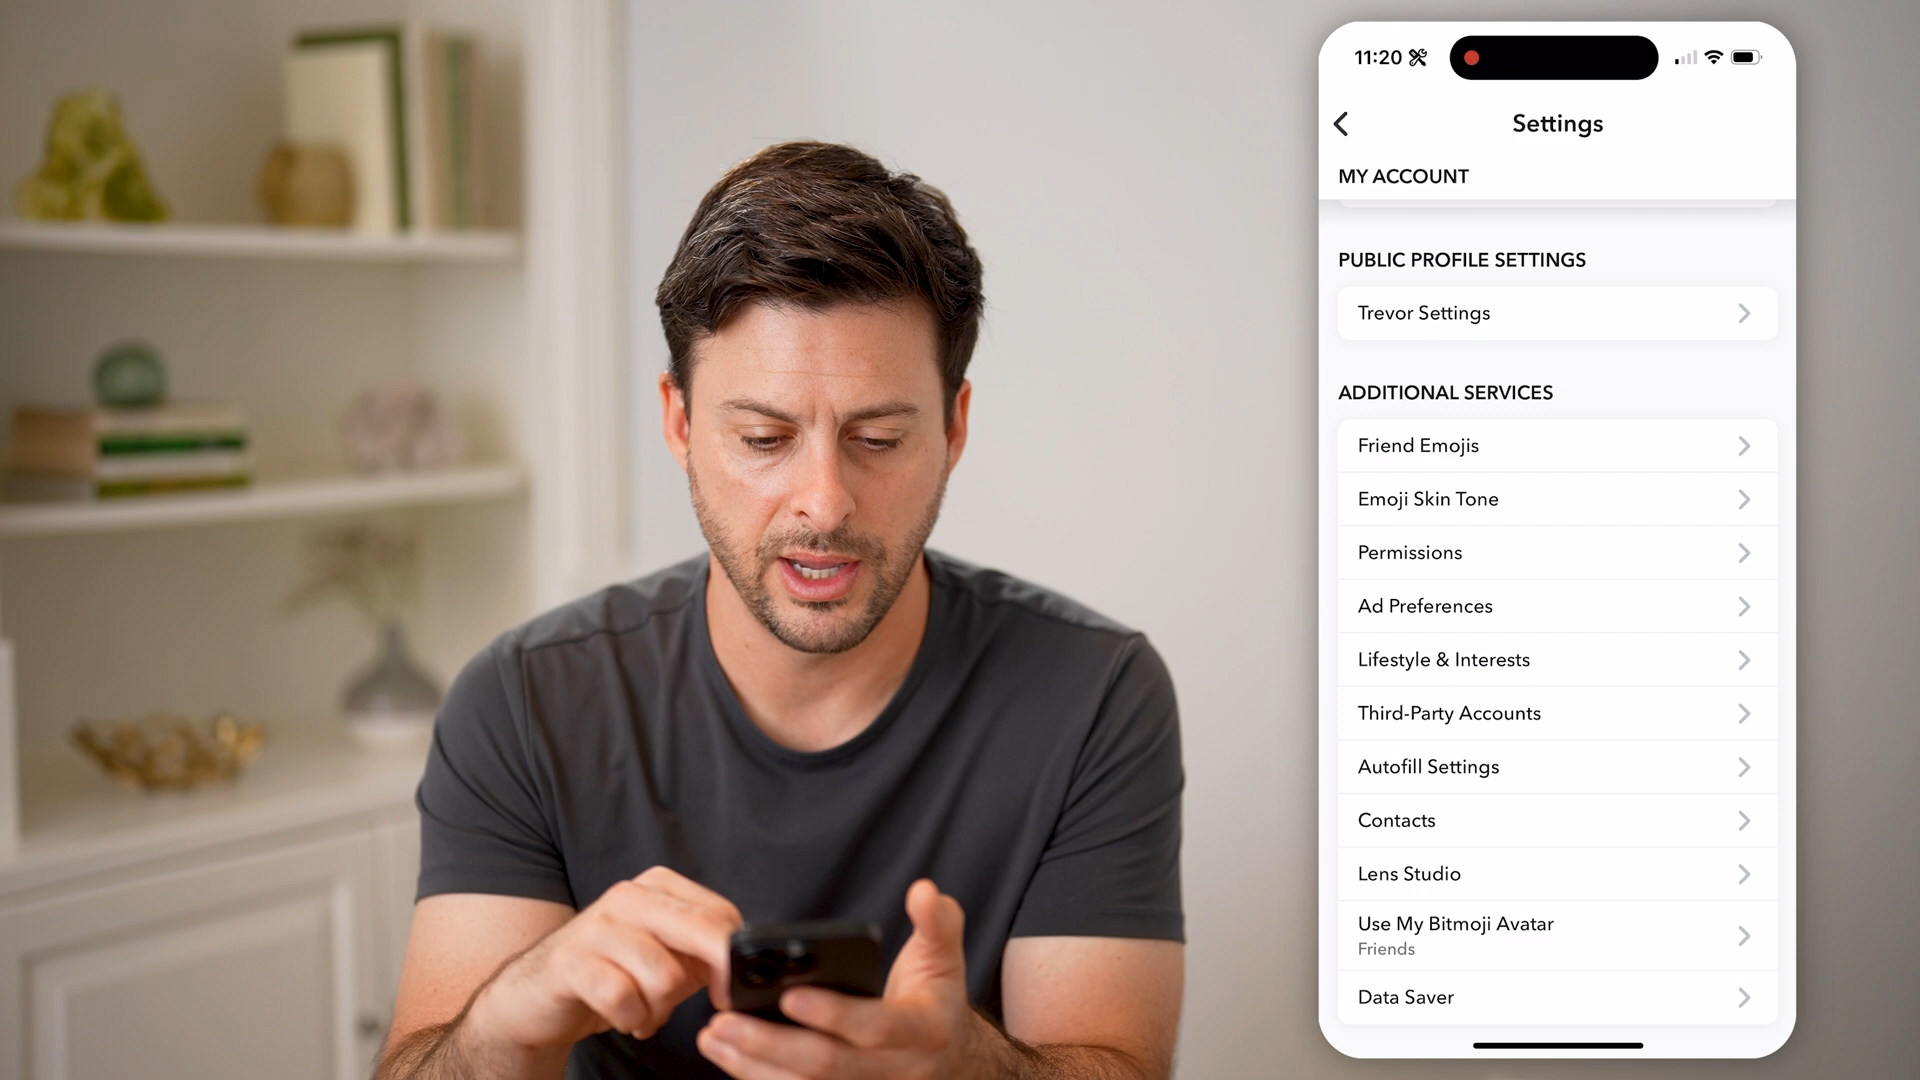 11:20
Settings
MY ACCOUNT
PUBLIC PROFILE SETTINGS
Trevor Settings
ADDITIONAL SERVICES
Friend Emojis
Emoji Skin Tone
Permissions
Ad Preferences
Lifestyle & Interests
Third-Party Accounts
Autofill Settings
Contacts
Lens Studio
Use My Bitmoji Avatar
Friends
Data Saver